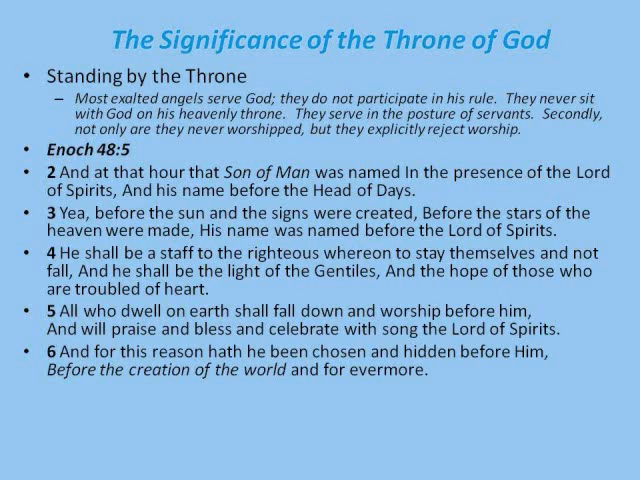 The Significance of the Throne of God
• Standing by the Throne
– Most exalted angels serve God; they do not participate in his rule. They never sit
with God on his heavenly throne. They serve in the posture of servants. Secondly,
not only are they never worshipped, but they explicitly reject worship.
• Enoch 48:5
• 2 And at that hour that Son of Man was named In the presence of the Lord
of Spirits, And his name before the Head of Days.
• 3 Yea, before the sun and the signs were created, Before the stars of the
heaven were made, His name was named before the Lord of Spirits.
• 4 He shall be a staff to the righteous whereon to stay themselves and not
fall, And he shall be the light of the Gentiles, And the hope of those who
are troubled of heart.
• 5 All who dwell on earth shall fall down and worship before him,
And will praise and bless and celebrate with song the Lord of Spirits.
• 6 And for this reason hath he been chosen and hidden before Him,
Before the creation of the world and for evermore.